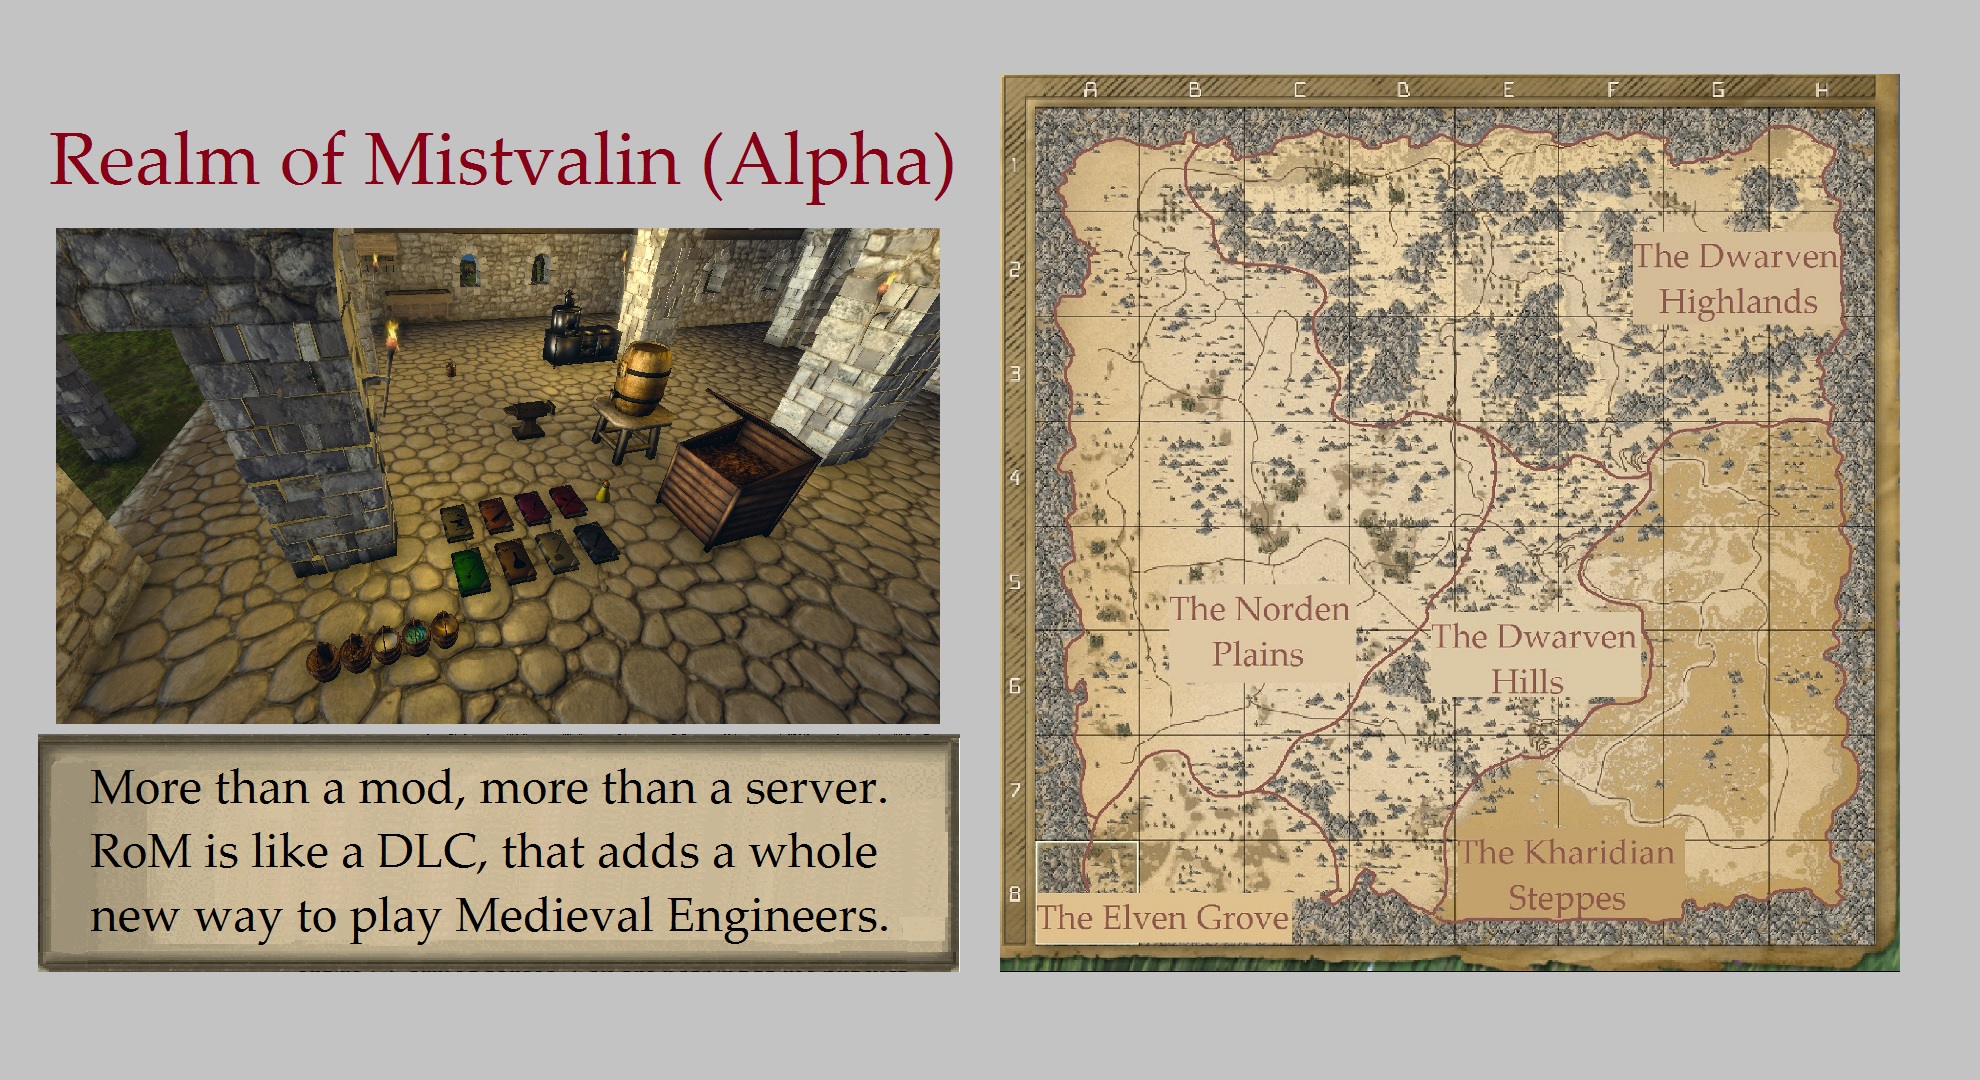 Realm of Mistvalin (Alpha)
More than a mod, more than a server.
RoM is like a DLC, that adds a whole
new way to play Medieval Engineers.
A B C D E F G H
1
2
3
4
5
6
7
8
The Dwarven
Highlands
The Norden
Plains
The Dwarven
Hills
The Kharidian
Steppes
The Elven Grove